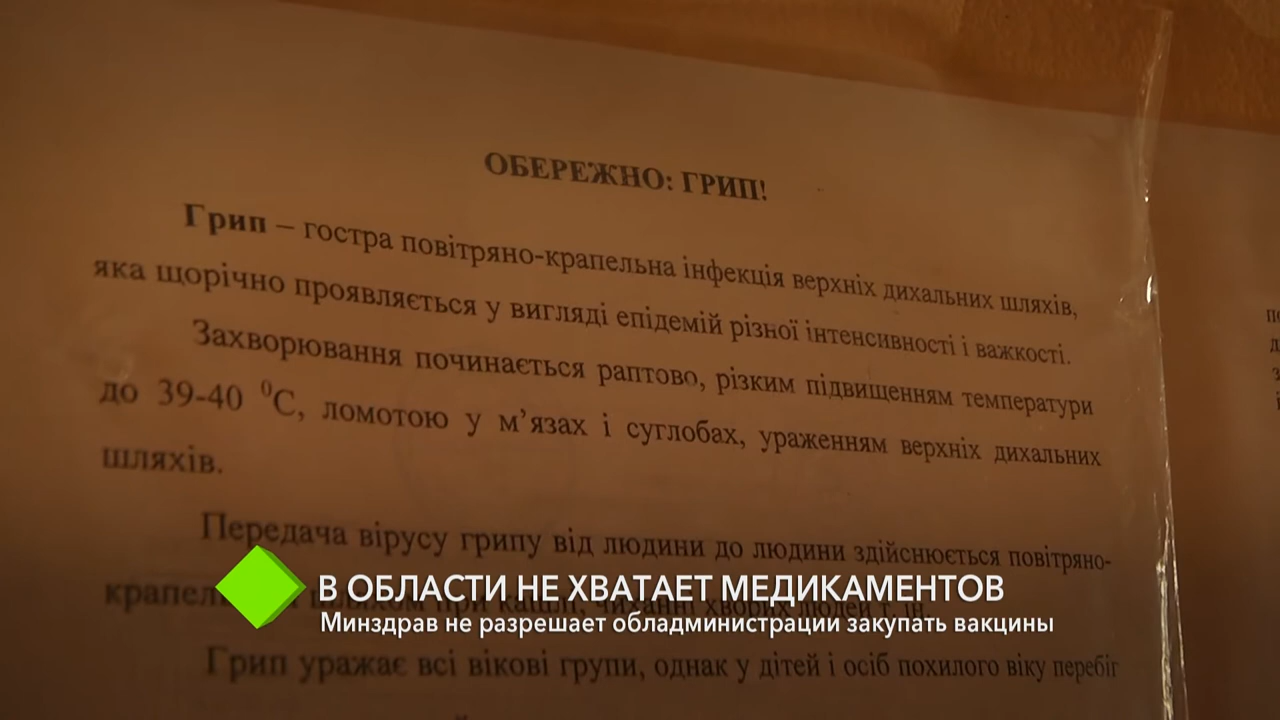 ОБЕРЕЖНО: ГРИП!
Грип – гостра повітряно-крапельна інфекція верхніх дихальних шляхів,
яка щорічно проявляється у вигляді епідемій різної інтенсивності і важкості.
Захворювання починається раптово, різким підвищенням температури
до 39-40 ⁰С, ломотою у м’язах і суглобах, ураженням верхніх дихальних
шляхів.
Передача вірусу грипу від людини до людини здійснюється повітряно-
шляхом при кашлі, чиханні хворих людей т. ін.
В ОБЛАСТИ НЕ ХВАТАЕТ МЕДИКАМЕНТОВ
Минздрав не разрешает обладминистрации закупать вакцины
Грип уражає всі вікові групи, однак у дітей і осіб похилого віку перебіг